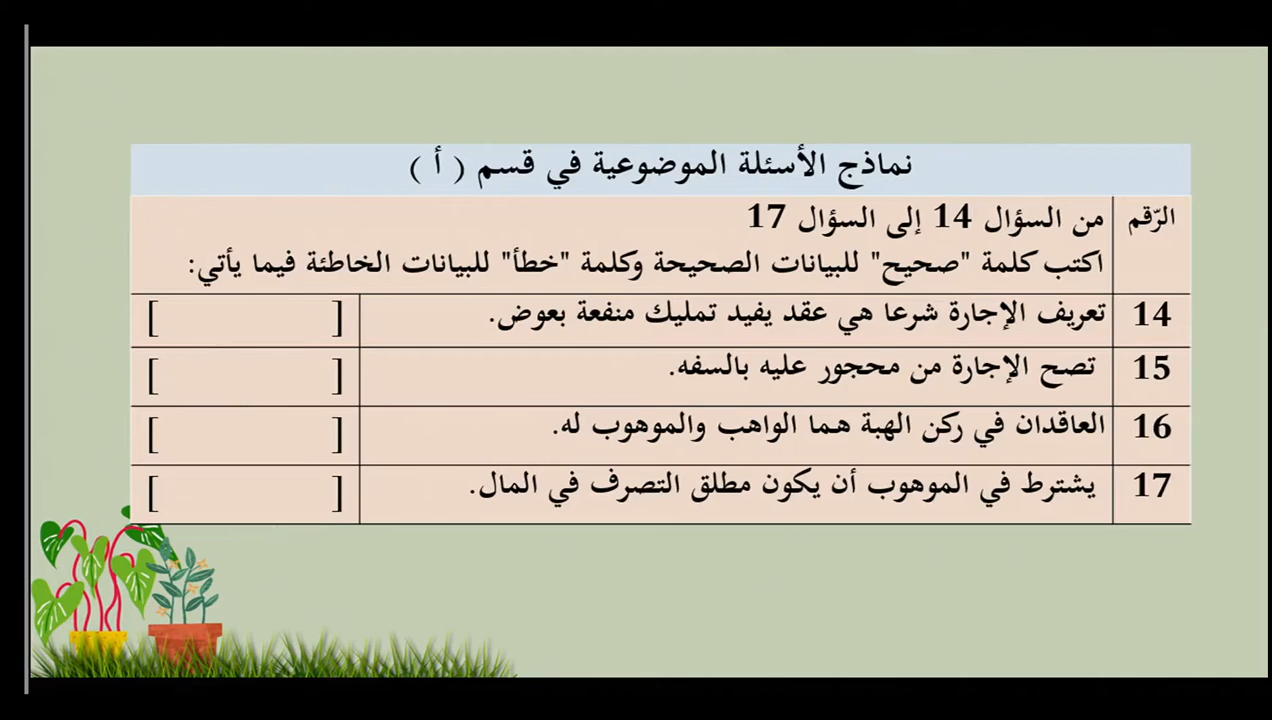 نماذج الأسئلة الموضوعية في قسم ( أ )
الرّقم
من السؤال 14 إلى السؤال 17
اكتب كلمة "صحيح" للبيانات الصحيحة وكلمة "خطأ" للبيانات الخاطئة فيما يأتي:
14 تعريف الإجارة شرعا هي عقد يفيد تمليك منفعة بعوض. [ ]
15 تصح الإجارة من محجور عليه بالسفه. [ ]
16 العاقدان في ركن الهبة هما الواهب والموهوب له. [ ]
17 يشترط في الموهوب أن يكون مطلق التصرف في المال. [ ]